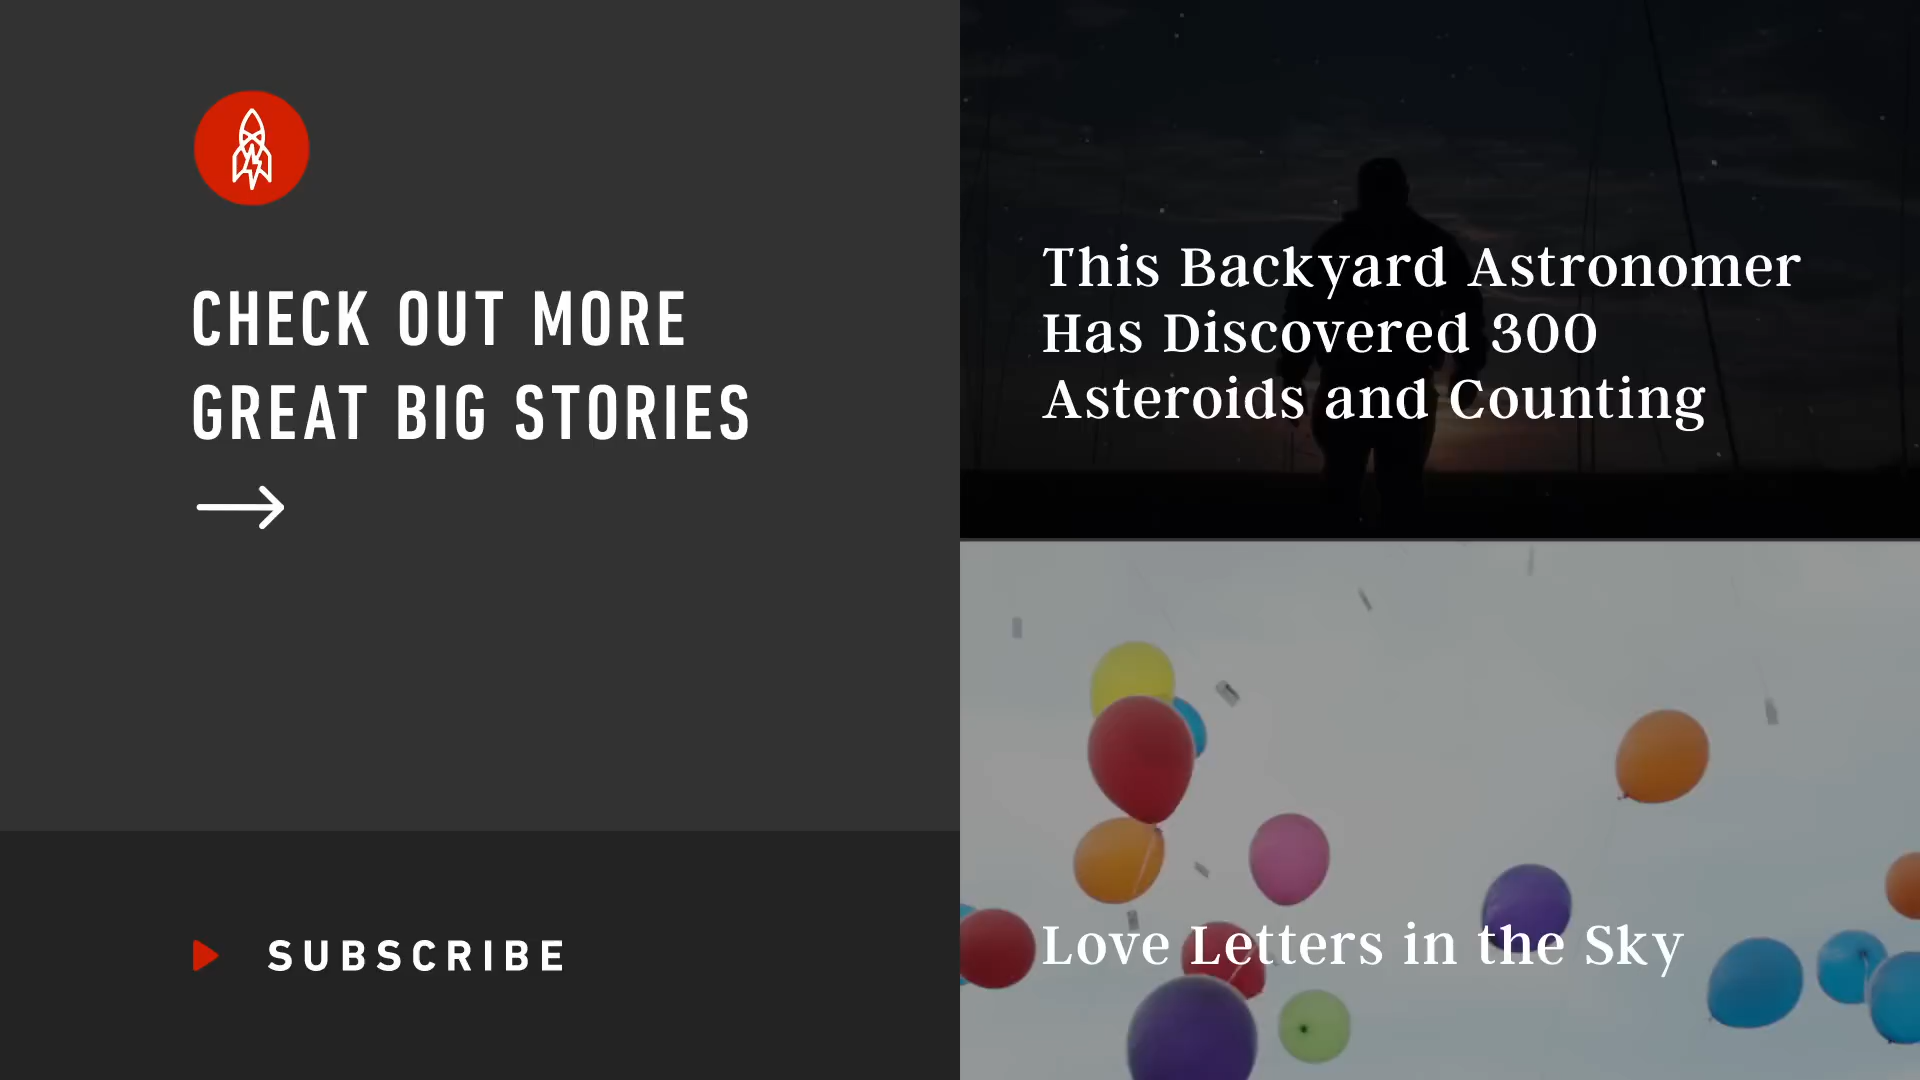 CHECK OUT MORE
GREAT BIG STORIES
SUBSCRIBE
This Backyard Astronomer
Has Discovered 300
Asteroids and Counting
Love Letters in the Sky